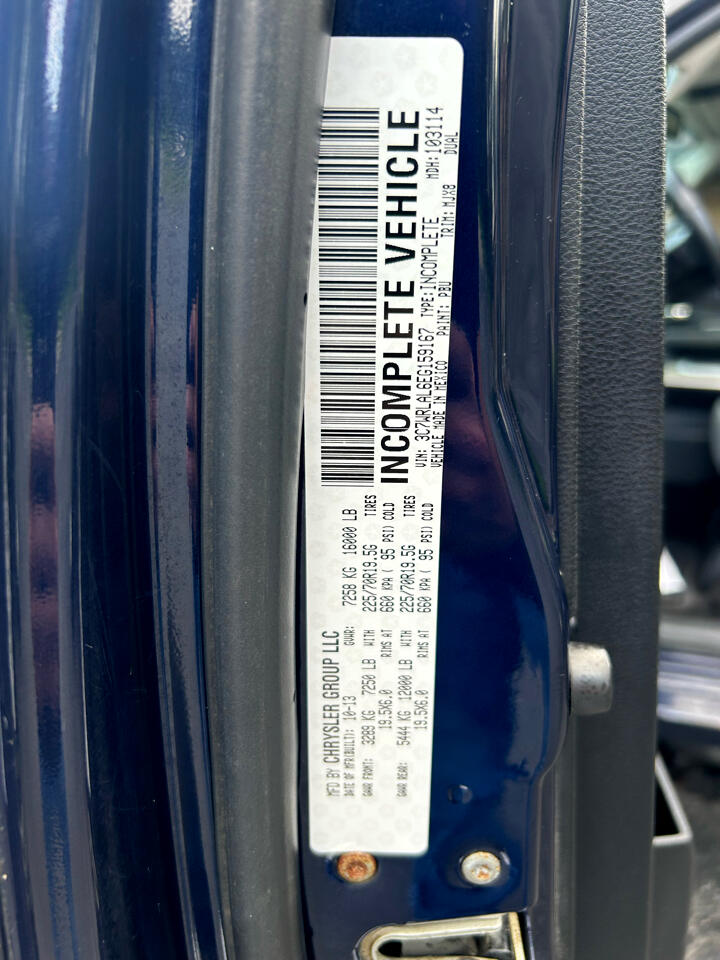 MFD BY CHRYSLER GROUP LLC
DATE OF MFR(BUILT): 10-13 GVWR: 7258 KG 16000 LB
GAWR FRONT: 3289 KG 7250 LB WITH 225/70R19.5G TIRES
19.5X6.0 RIMS AT 660 KPA ( 95 PSI) COLD
GAWR REAR: 5444 KG 12000 LB WITH 225/70R19.5G TIRES
19.5X6.0 RIMS AT 660 KPA ( 95 PSI) COLD
INCOMPLETE VEHICLE
VIN: 3C7WRLAL6EG159167 TYPE:INCOMPLETE MDH:103114
VEHICLE MADE IN MEXICO PAINT: PBU TRIM: MJX8 DUAL